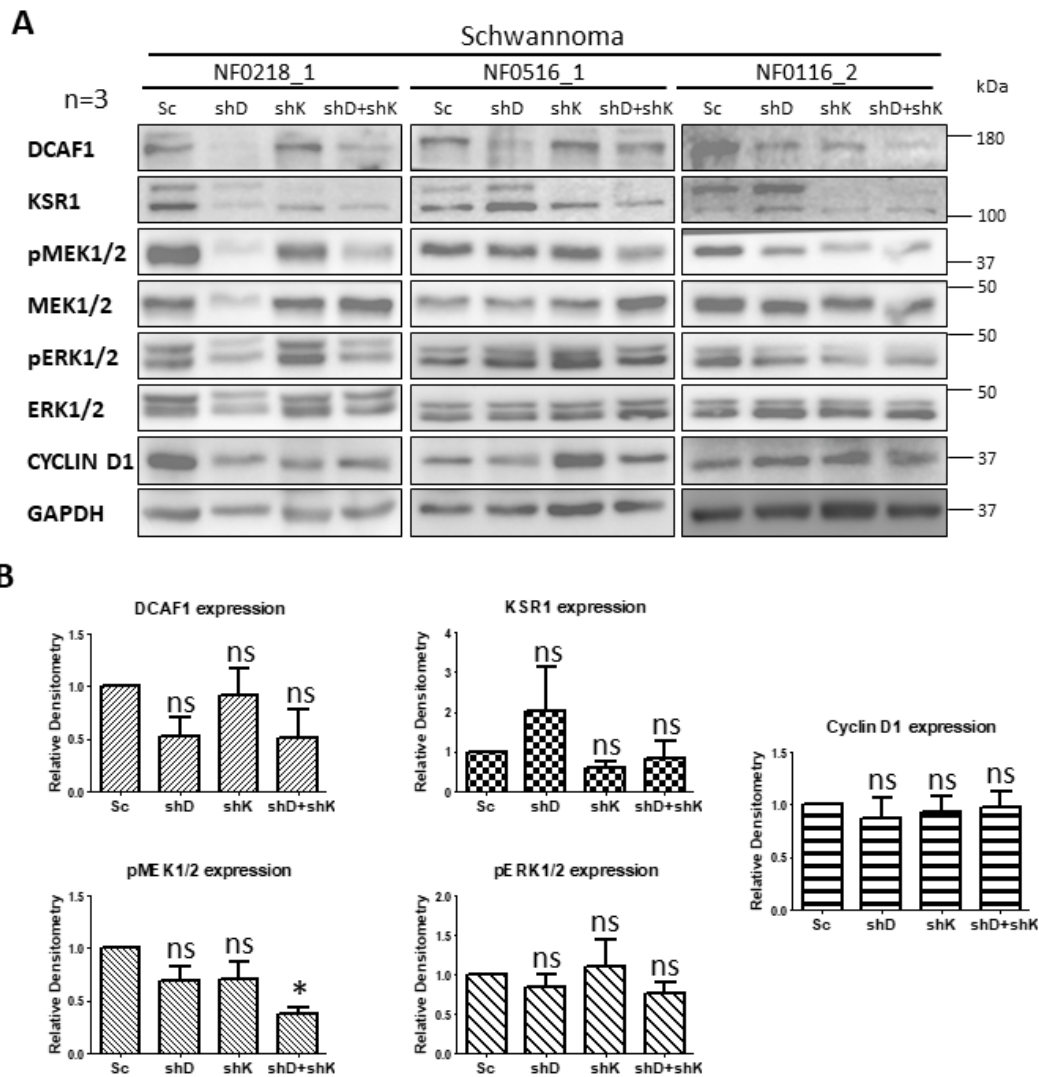 A
Schwannoma
NF0218_1 NF0516_1 NF0116_2
n=3
kDa
Sc shD shK shD+shK Sc shD shK shD+shK Sc shD shK shD+shK
DCAF1 180
KSR1 100
pMEK1/2 37
MEK1/2 50
pERK1/2 50
ERK1/2 50
CYCLIN D1 37
GAPDH 37
B
DCAF1 expression
Relative Densitometry
1.5
1.0
0.5
0.0
ns ns ns
Sc shD shK shD+shK
KSR1 expression
Relative Densitometry
4
3
2
1
0
ns ns ns
Sc shD shK shD+shK
Cyclin D1 expression
Relative Densitometry
1.5
1.0
0.5
0.0
ns ns ns
Sc shD shK shD+shK
pMEK1/2 expression
Relative Densitometry
1.5
1.0
0.5
0.0
ns ns *
Sc shD shK shD+shK
pERK1/2 expression
Relative Densitometry
2.0
1.5
1.0
0.5
0.0
ns ns ns
Sc shD shK shD+shK